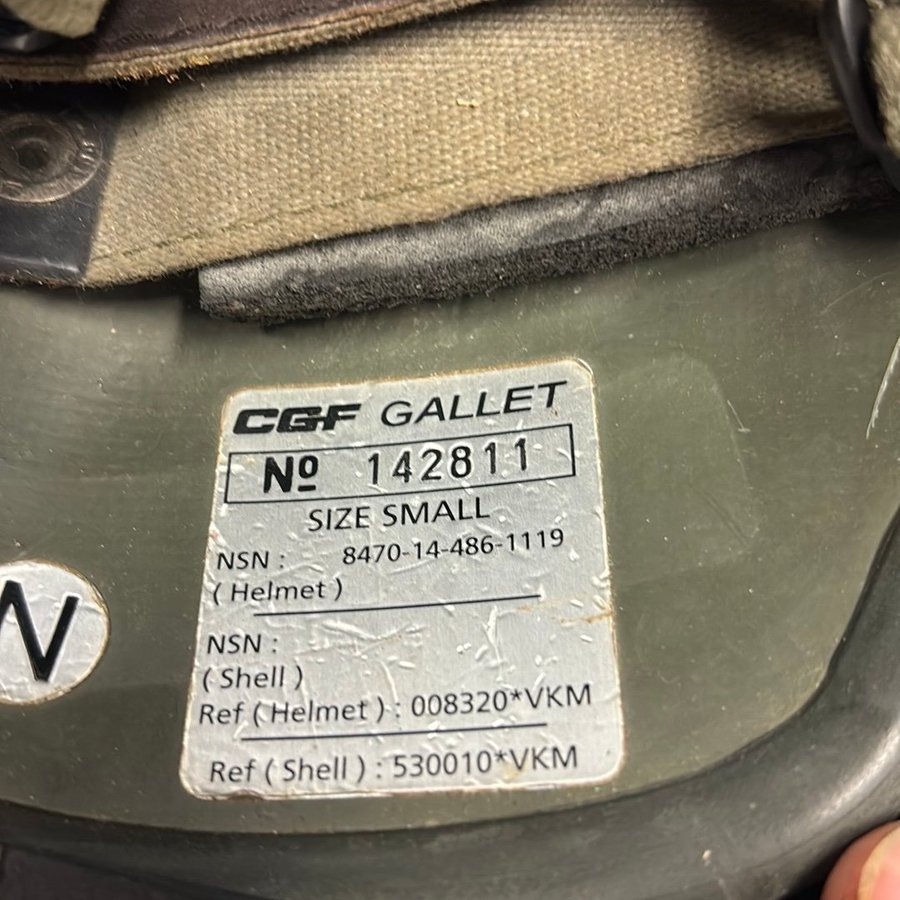 CGF GALLET
Nº 142811
SIZE SMALL
NSN : 8470-14-486-1119
( Helmet )
NSN :
( Shell )
Ref ( Helmet ) : 008320*VKM
Ref ( Shell ) : 530010*VKM
N